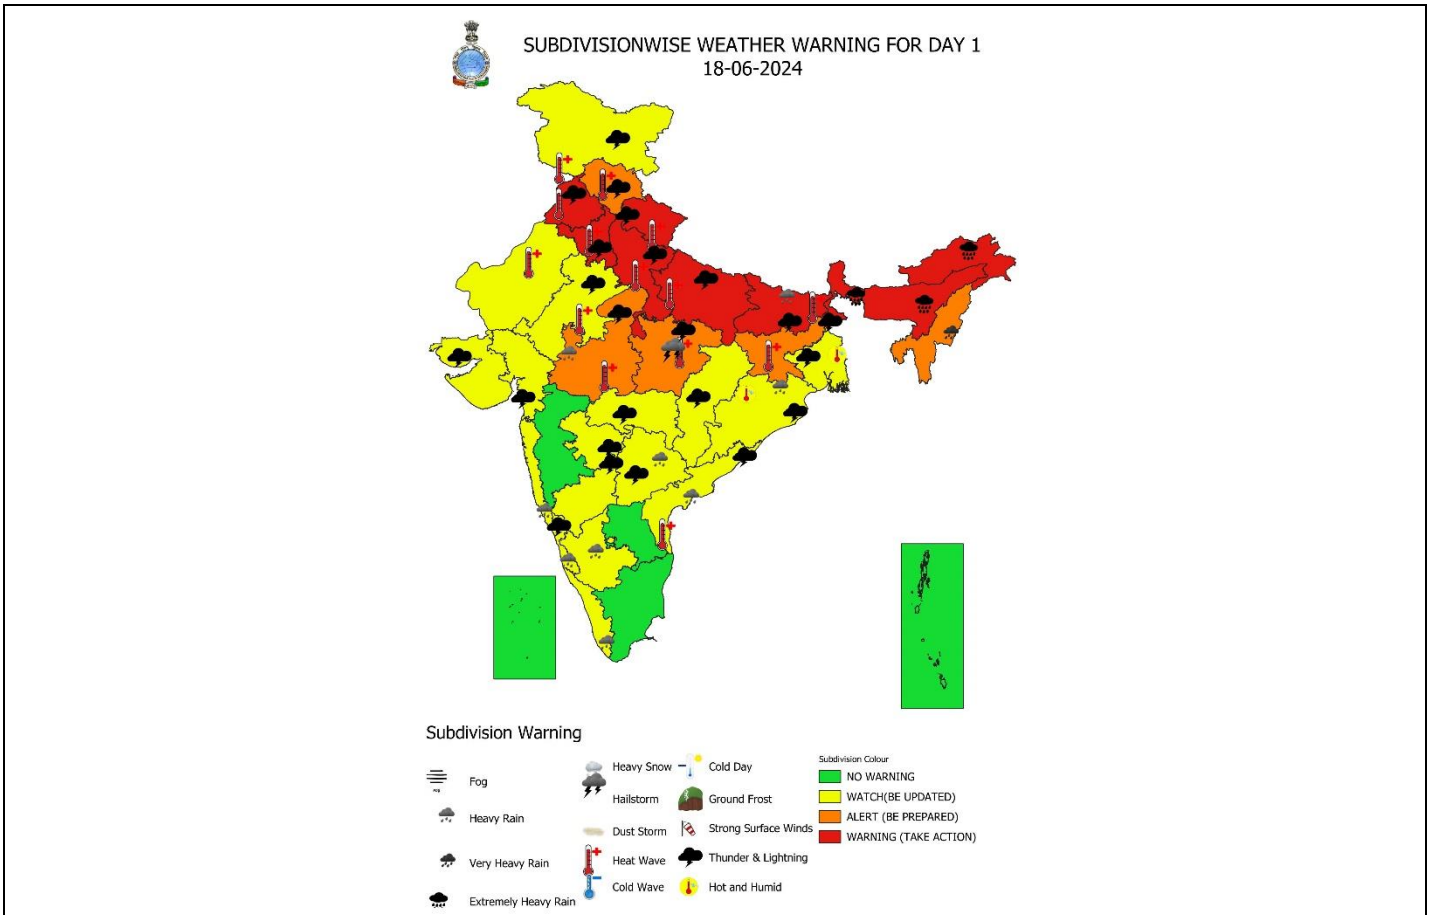 SUBDIVISIONWISE WEATHER WARNING FOR DAY 1
18-06-2024
Subdivision Warning
Fog
Heavy Rain
Very Heavy Rain
Extremely Heavy Rain
Heavy Snow
Hailstorm
Dust Storm
Heat Wave
Cold Wave
Cold Day
Ground Frost
Strong Surface Winds
Thunder & Lightning
Hot and Humid
Subdivision Colour
NO WARNING
WATCH(BE UPDATED)
ALERT (BE PREPARED)
WARNING (TAKE ACTION)